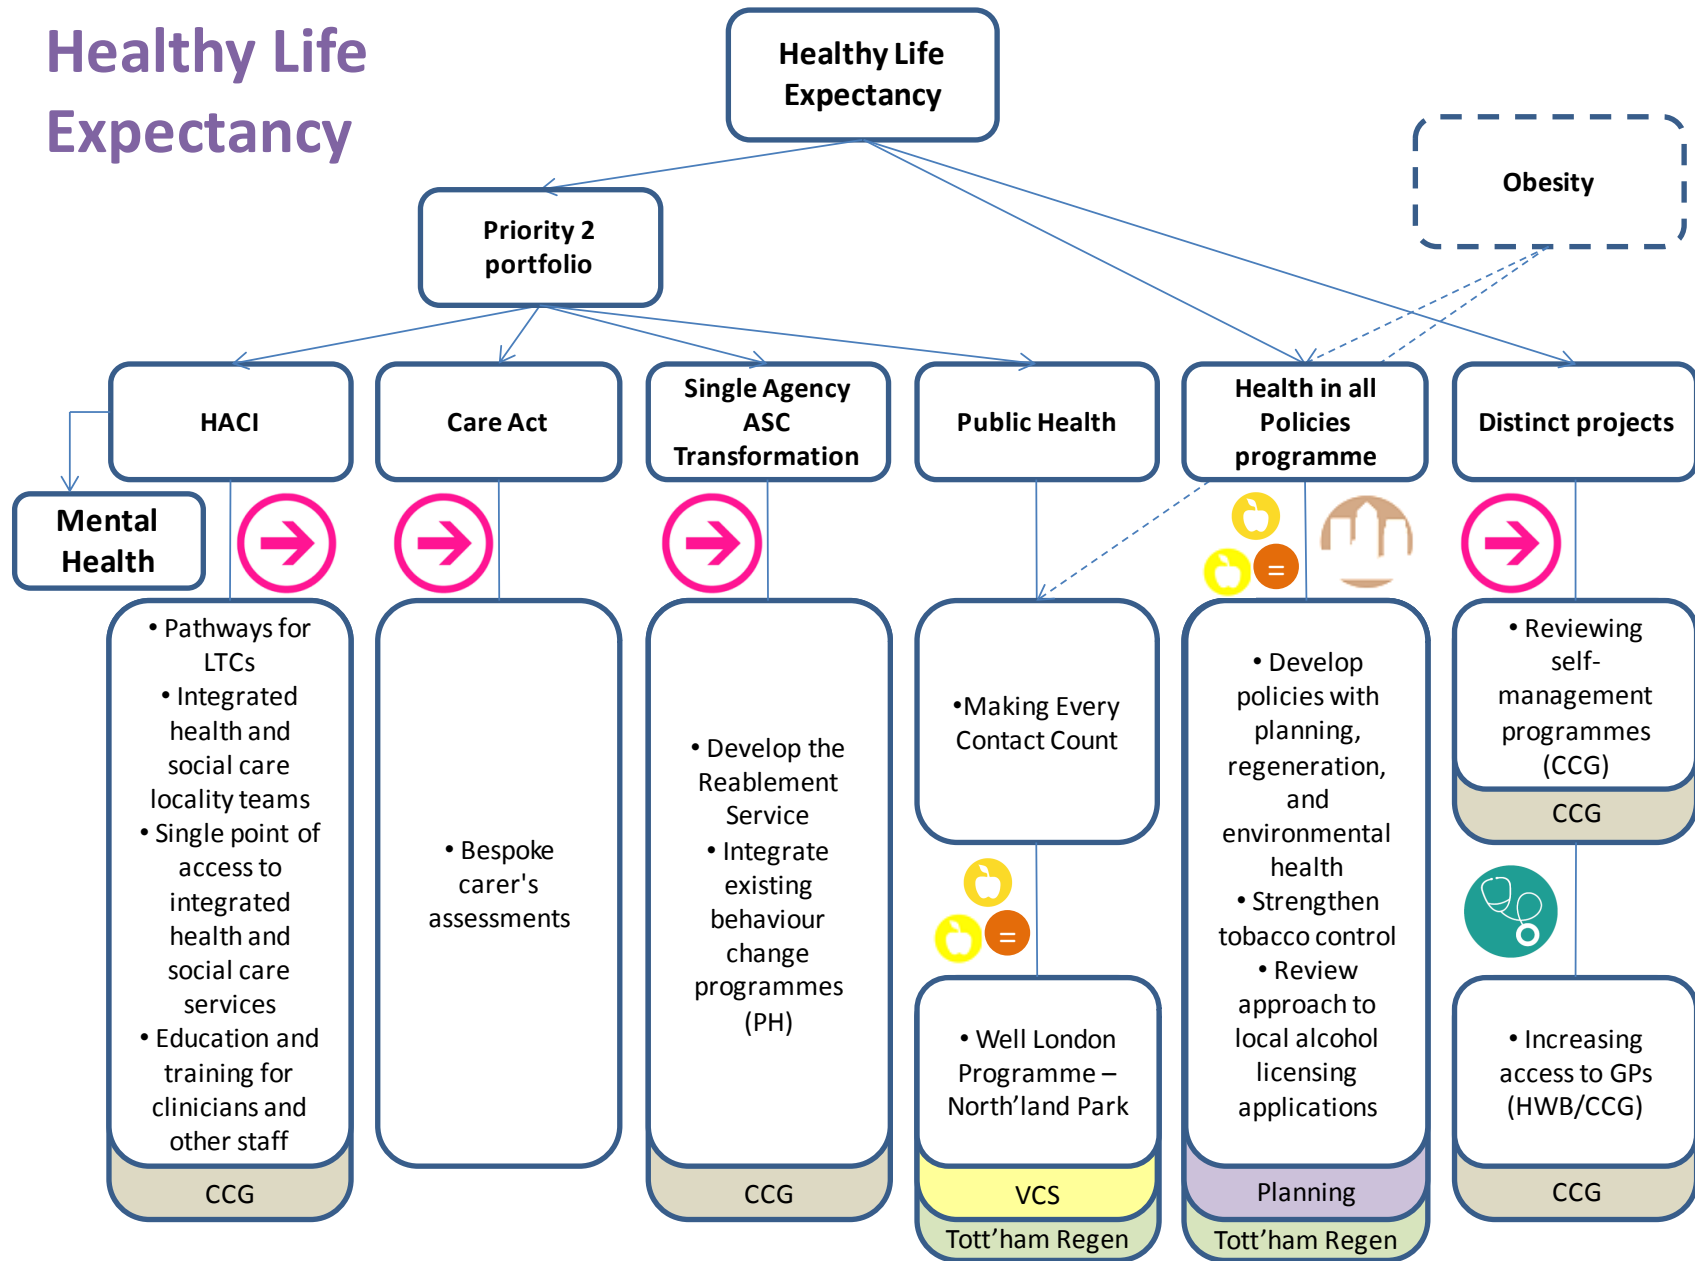 Healthy Life
Expectancy
Healthy Life
Expectancy
Obesity
Priority 2
portfolio
HACI
Care Act
Single Agency
ASC
Transformation
Public Health
Health in all
Policies
programme
Distinct projects
Mental
Health
• Pathways for
LTCs
• Integrated
health and
social care
locality teams
• Single point of
access to
integrated
health and
social care
services
• Education and
training for
clinicians and
other staff
CCG
• Bespoke
carer's
assessments
• Develop the
Reablement
Service
• Integrate
existing
behaviour
change
programmes
(PH)
CCG
•Making Every
Contact Count
=
• Well London
Programme –
North’land Park
VCS
Tott’ham Regen
=
• Develop
policies with
planning,
regeneration,
and
environmental
health
• Strengthen
tobacco control
• Review
approach to
local alcohol
licensing
applications
Planning
Tott’ham Regen
• Reviewing
self-
management
programmes
(CCG)
CCG
• Increasing
access to GPs
(HWB/CCG)
CCG